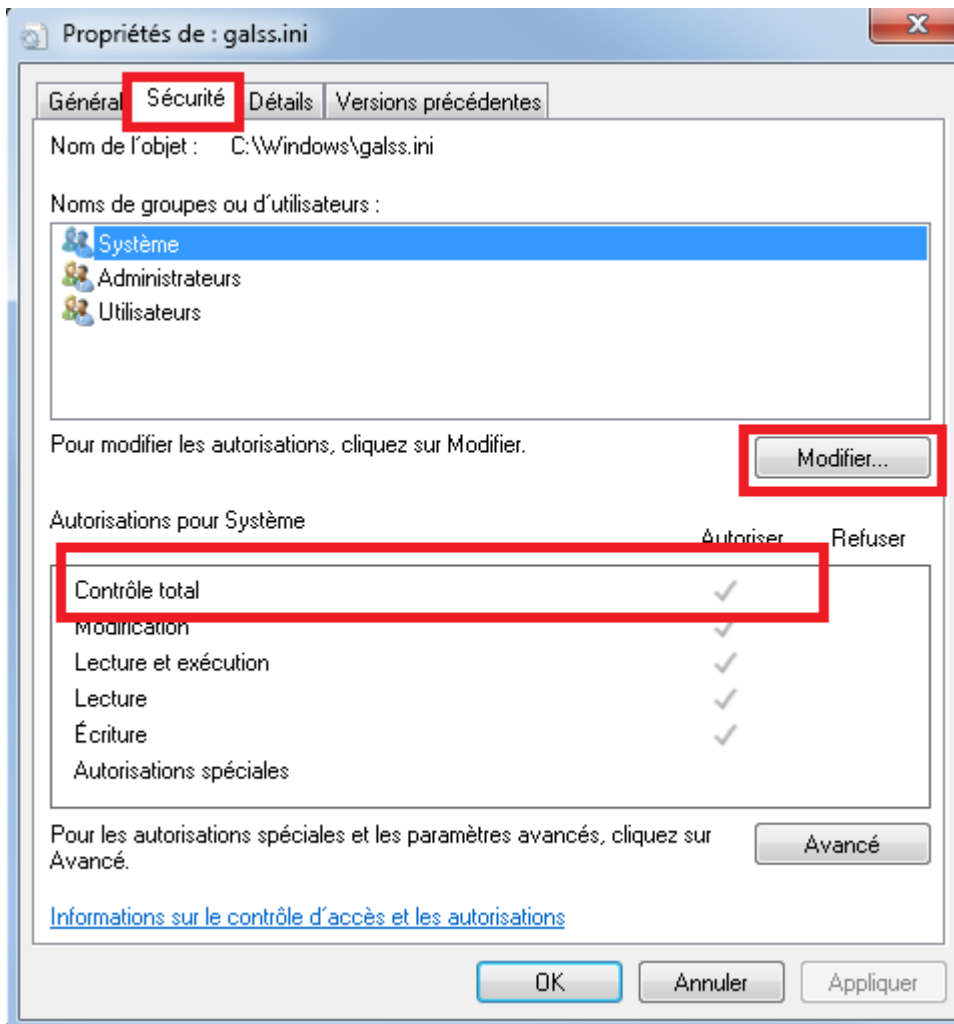 Propriétés de : galss.ini
Général Sécurité Détails Versions précédentes
Nom de l'objet : C:\Windows\galss.ini
Noms de groupes ou d'utilisateurs :
Système
Administrateurs
Utilisateurs
Pour modifier les autorisations, cliquez sur Modifier.
Modifier...
Autorisations pour Système
Autoriser Refuser
Contrôle total
Modification
Lecture et exécution
Lecture
Écriture
Autorisations spéciales
Pour les autorisations spéciales et les paramètres avancés, cliquez sur
Avancé.
Avancé
Informations sur le contrôle d'accès et les autorisations
OK Annuler Appliquer